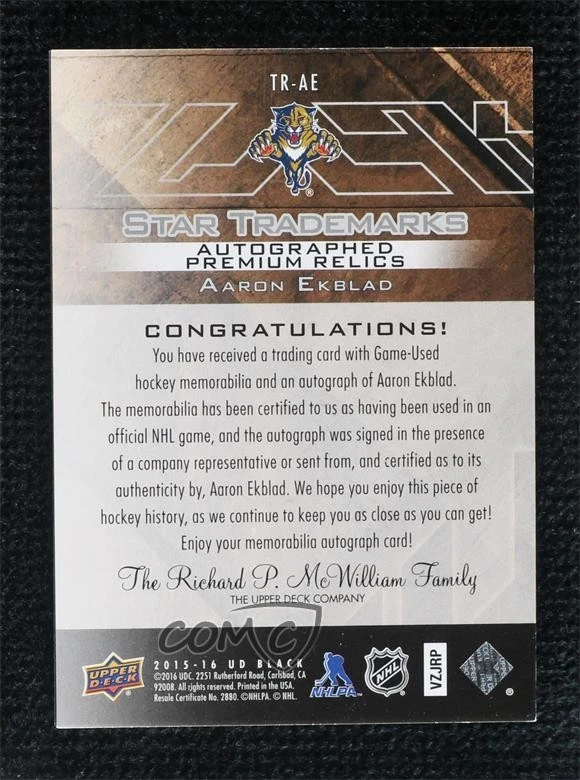 TR-AE
®
STAR TRADEMARKS
AUTOGRAPHED
PREMIUM RELICS
AARON EKBLAD
CONGRATULATIONS!
You have received a trading card with Game-Used
hockey memorabilia and an autograph of Aaron Ekblad.
The memorabilia has been certified to us as having been used in an
official NHL game, and the autograph was signed in the presence
of a company representative or sent from, and certified as to its
authenticity by, Aaron Ekblad. We hope you enjoy this piece of
hockey history, as we continue to keep you as close as you can get!
Enjoy your memorabilia autograph card!
The Richard P. McWilliam Family
THE UPPER DECK COMPANY
COMC
UPPER DECK
2015-16 UD BLACK
©2016 UDC. 2251 Rutherford Road, Carlsbad, CA
92008. All rights reserved. Printed in the USA.
Resale Certificate No. 2880. ©NHLPA. © NHL.
NHLPA
NHL
VZJRP
®